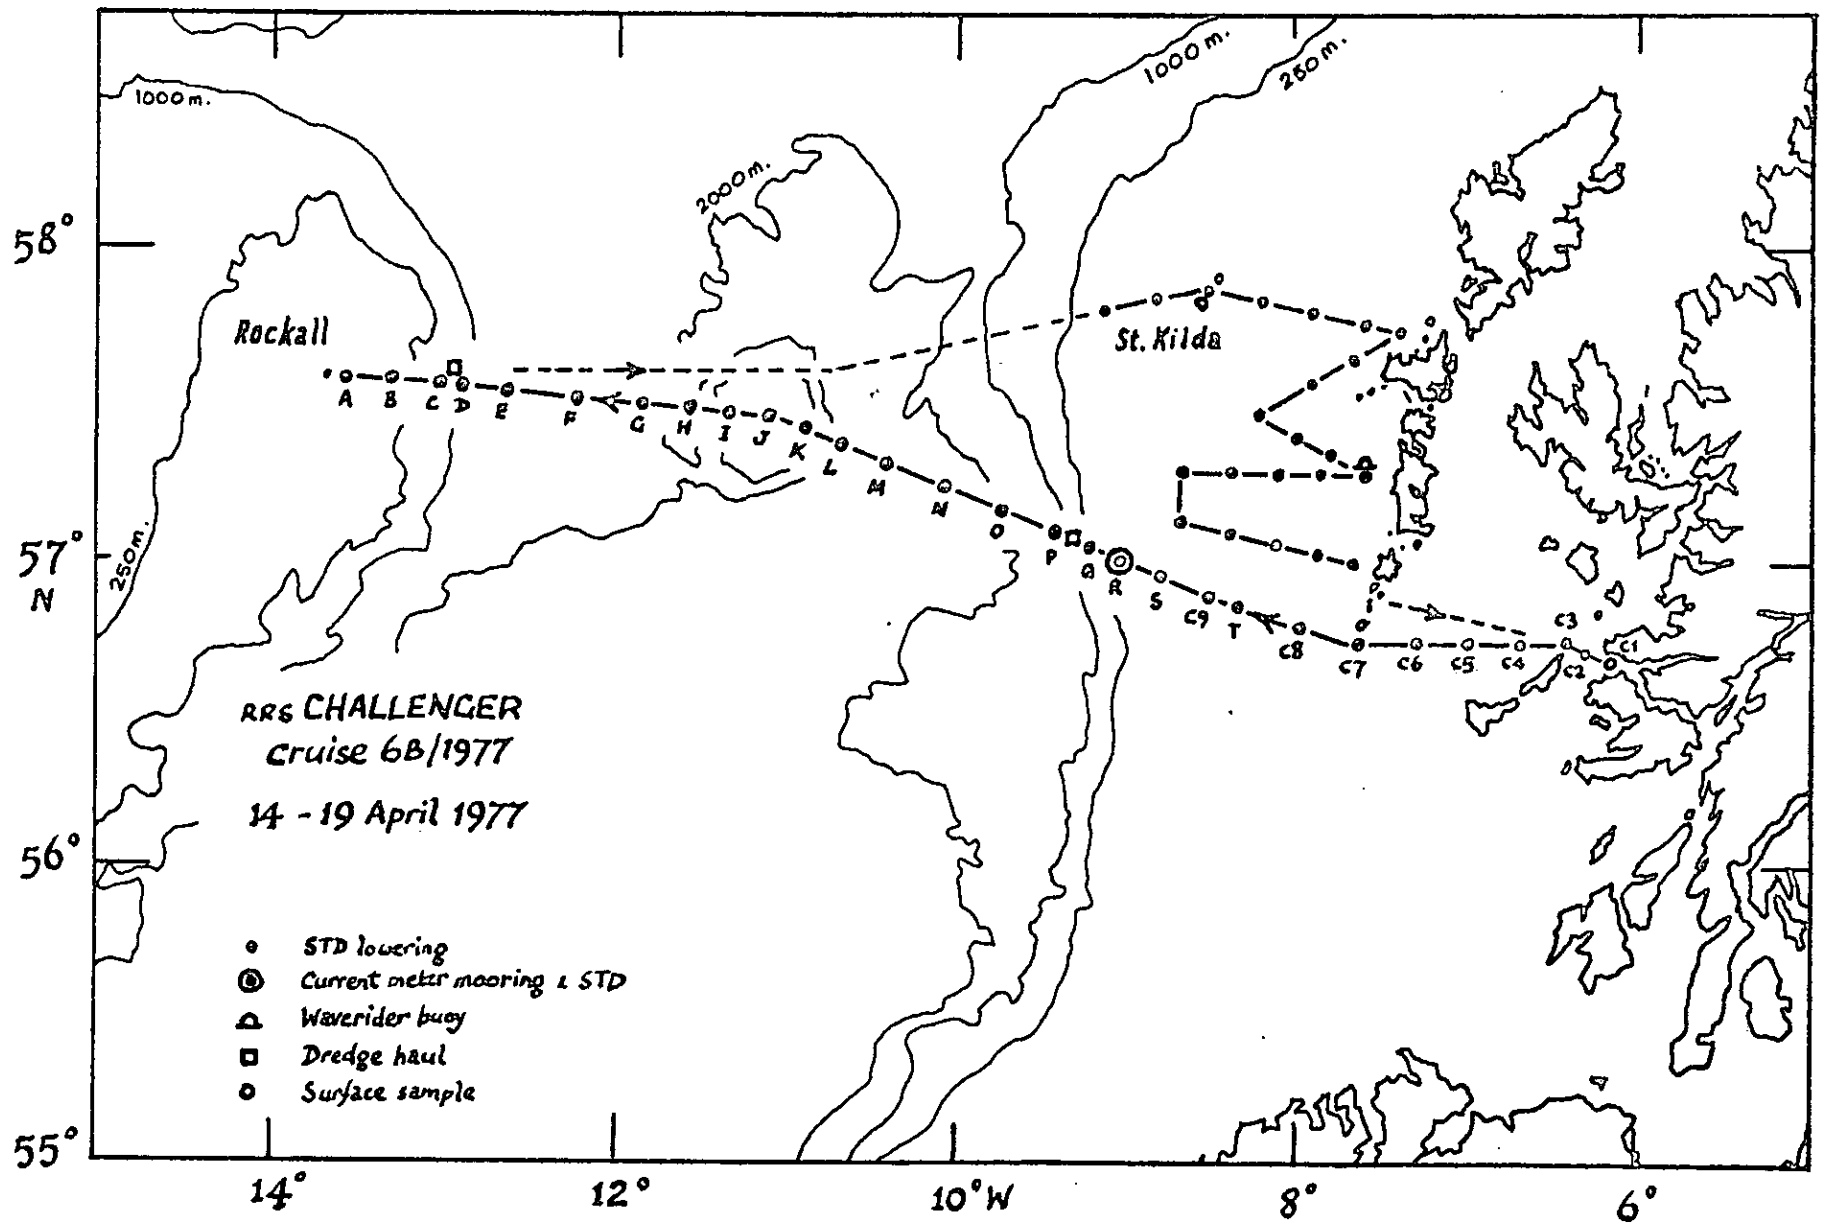 1000m.
1000m.
250m.
2000m.
58°
Rockall
St. Kilda
A B C D E F G H I J K L M N O P Q R S C9 T C8 C7 C6 C5 C4 C3 C2 C1
250m.
57°
N
RRS CHALLENGER
Cruise 6B/1977
14 - 19 April 1977
56°
STD lowering
Current meter mooring & STD
Waverider buoy
Dredge haul
Surface sample
55°
14° 12° 10°W 8° 6°